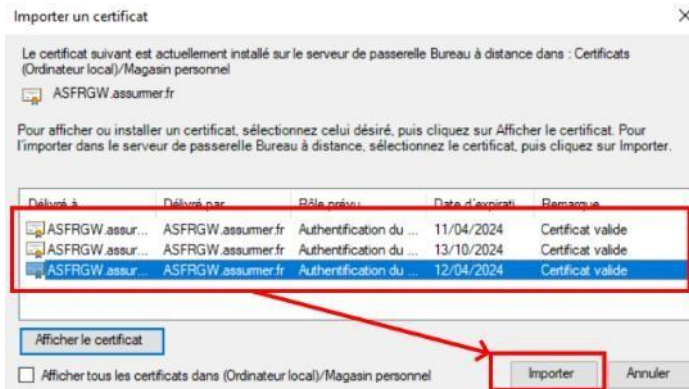 Importer un certificat
Le certificat suivant est actuellement installé sur le serveur de passerelle Bureau à distance dans : Certificats
(Ordinateur local)/Magasin personnel
ASFRGW.assurmer.fr
Pour afficher ou installer un certificat, sélectionnez celui désiré, puis cliquez sur Afficher le certificat. Pour
l'importer dans le serveur de passerelle Bureau à distance, sélectionnez le certificat, puis cliquez sur Importer.
Délivré à Délivré par Rôle prévu Date d'expirati... Remarque
ASFRGW.assur... ASFRGW.assurmer.fr Authentification du ... 11/04/2024 Certificat valide
ASFRGW.assur... ASFRGW.assurmer.fr Authentification du ... 13/10/2024 Certificat valide
ASFRGW.assur... ASFRGW.assurmer.fr Authentification du ... 12/04/2024 Certificat valide
Afficher le certificat
Afficher tous les certificats dans (Ordinateur local)/Magasin personnel Importer Annuler